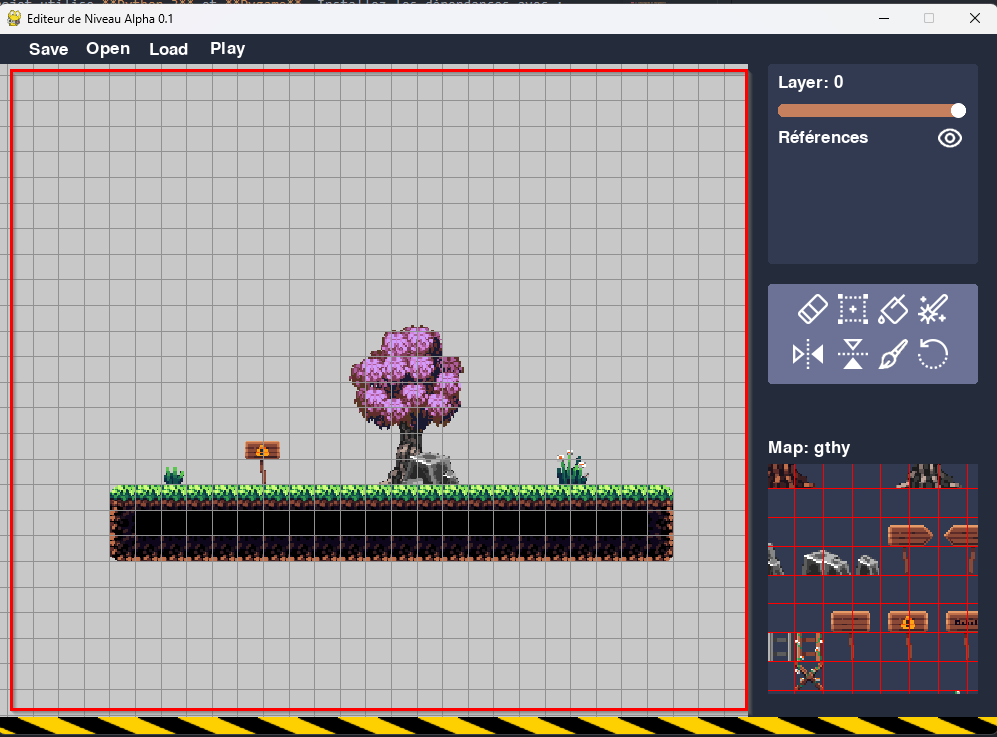 Editeur de Niveau Alpha 0.1
Save Open Load Play
Layer: 0
Références
Map: gthy